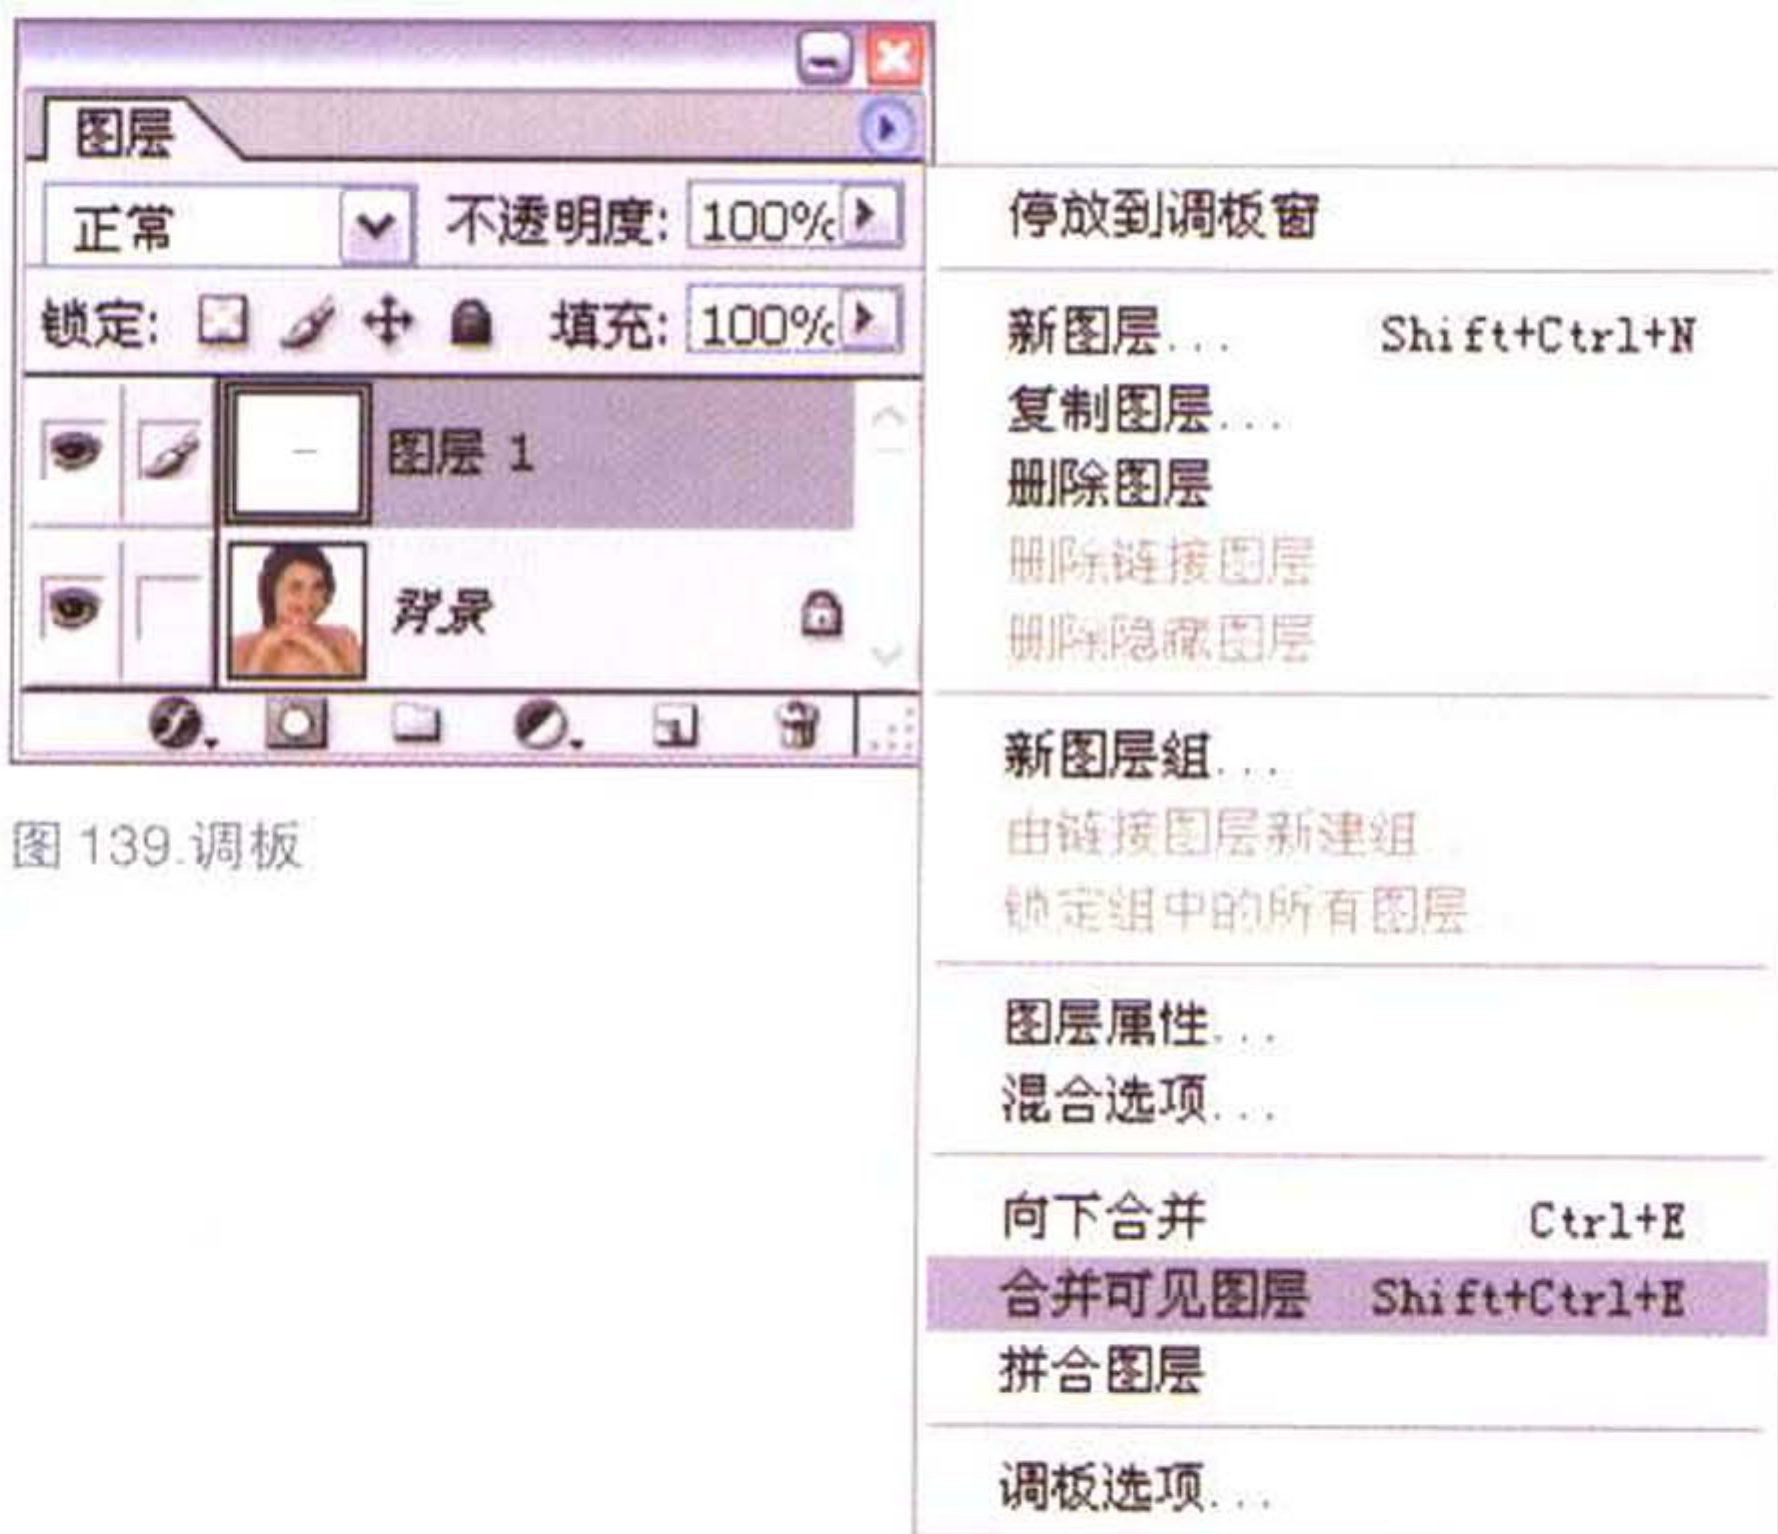 图层
正常 不透明度: 100%
锁定: 填充: 100%
图层 1
背景
图 139.调板
停放到调板窗
新图层... Shift+Ctrl+N
复制图层...
删除图层
删除链接图层
删除隐藏图层
新图层组...
由链接图层新建组...
锁定组中的所有图层...
图层属性...
混合选项...
向下合并 Ctrl+E
合并可见图层 Shift+Ctrl+E
拼合图层
调板选项...